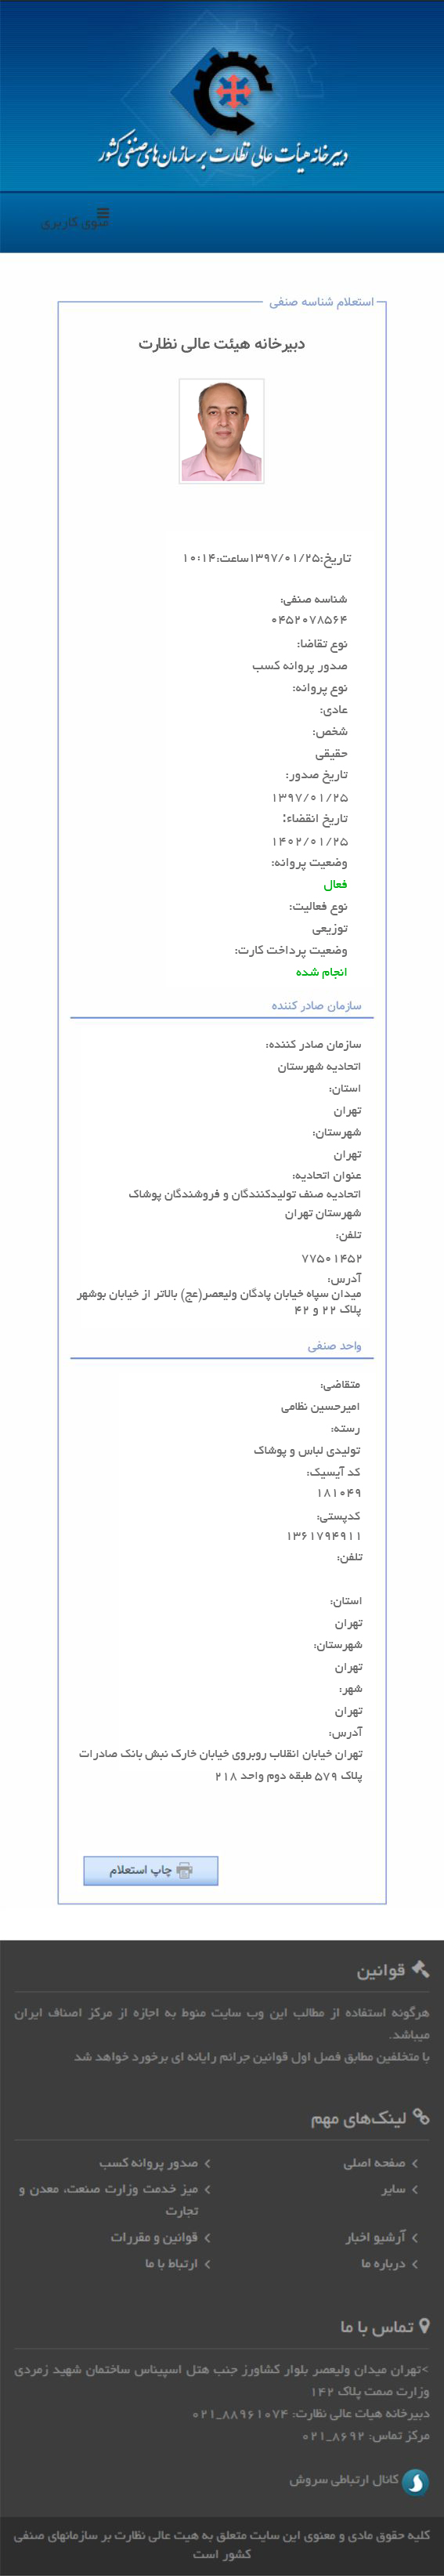 دبیرخانه هیأت عالی نظارت بر سازمان‌های صنفی کشور
منوی کاربری
استعلام شناسه صنفی
دبیرخانه هیئت عالی نظارت
تاریخ:۱۳۹۷/۰۱/۲۵ساعت:۱۰:۱۴
شناسه صنفی:
۰۴۵۲۰۷۸۵۶۴
نوع تقاضا:
صدور پروانه کسب
نوع پروانه:
عادی:
شخص:
حقیقی
تاریخ صدور:
۱۳۹۷/۰۱/۲۵
تاریخ انقضاء:
۱۴۰۲/۰۱/۲۵
وضعیت پروانه:
فعال
نوع فعالیت:
توزیعی
وضعیت پرداخت کارت:
انجام شده
سازمان صادر کننده
سازمان صادر کننده:
اتحادیه شهرستان
استان:
تهران
شهرستان:
تهران
عنوان اتحادیه:
اتحادیه صنف تولیدکنندگان و فروشندگان پوشاک
شهرستان تهران
تلفن:
۷۷۵۰۱۴۵۲
آدرس:
میدان سپاه خیابان پادگان ولیعصر(عج) بالاتر از خیابان بوشهر
پلاک ۲۲ و ۴۲
واحد صنفی
متقاضی:
امیرحسین نظامی
رسته:
تولیدی لباس و پوشاک
کد آیسیک:
۱۸۱۰۴۹
کدپستی:
۱۳۶۱۷۹۴۹۱۱
تلفن:
استان:
تهران
شهرستان:
تهران
شهر:
تهران
آدرس:
تهران خیابان انقلاب روبروی خیابان خارک نبش بانک صادرات
پلاک ۵۷۹ طبقه دوم واحد ۲۱۸
چاپ استعلام
قوانین
هرگونه استفاده از مطالب این وب سایت منوط به اجازه از مرکز اصناف ایران
میباشد.
با متخلفین مطابق فصل اول قوانین جرائم رایانه ای برخورد خواهد شد
لینک‌های مهم
صفحه اصلی
صدور پروانه کسب
سایر
میز خدمت وزارت صنعت، معدن و
تجارت
آرشیو اخبار
قوانین و مقررات
درباره ما
ارتباط با ما
تماس با ما
>تهران میدان ولیعصر بلوار کشاورز جنب هتل اسپیناس ساختمان شهید زمردی
وزارت صمت پلاک ۱۴۲
دبیرخانه هیات عالی نظارت: ۸۸۹۶۱۰۷۴_۰۲۱
مرکز تماس: ۸۶۹۲_۰۲۱
کانال ارتباطی سروش
کلیه حقوق مادی و معنوی این سایت متعلق به هیت عالی نظارت بر سازمانهای صنفی
کشور است